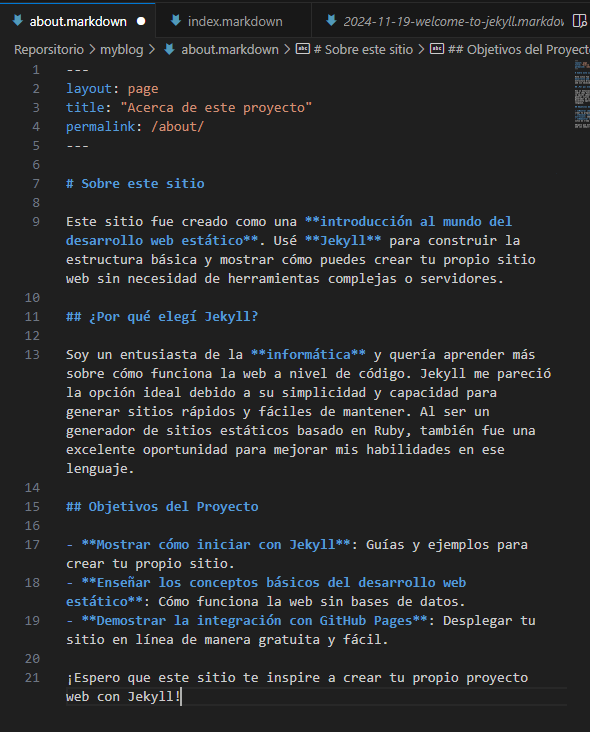 about.markdown
index.markdown
2024-11-19-welcome-to-jekyll.markdov
Reporsitorio > myblog > about.markdown > # Sobre este sitio > ## Objetivos del Proyecto
1 ---
2 layout: page
3 title: "Acerca de este proyecto"
4 permalink: /about/
5 ---
6
7 # Sobre este sitio
8
9 Este sitio fue creado como una **introducción al mundo del
desarrollo web estático**. Usé **Jekyll** para construir la
estructura básica y mostrar cómo puedes crear tu propio sitio
web sin necesidad de herramientas complejas o servidores.
10
11 ## ¿Por qué elegí Jekyll?
12
13 Soy un entusiasta de la **informática** y quería aprender más
sobre cómo funciona la web a nivel de código. Jekyll me pareció
la opción ideal debido a su simplicidad y capacidad para
generar sitios rápidos y fáciles de mantener. Al ser un
generador de sitios estáticos basado en Ruby, también fue una
excelente oportunidad para mejorar mis habilidades en ese
lenguaje.
14
15 ## Objetivos del Proyecto
16
17 - **Mostrar cómo iniciar con Jekyll**: Guías y ejemplos para
crear tu propio sitio.
18 - **Enseñar los conceptos básicos del desarrollo web
estático**: Cómo funciona la web sin bases de datos.
19 - **Demostrar la integración con GitHub Pages**: Desplegar tu
sitio en línea de manera gratuita y fácil.
20
21 ¡Espero que este sitio te inspire a crear tu propio proyecto
web con Jekyll!